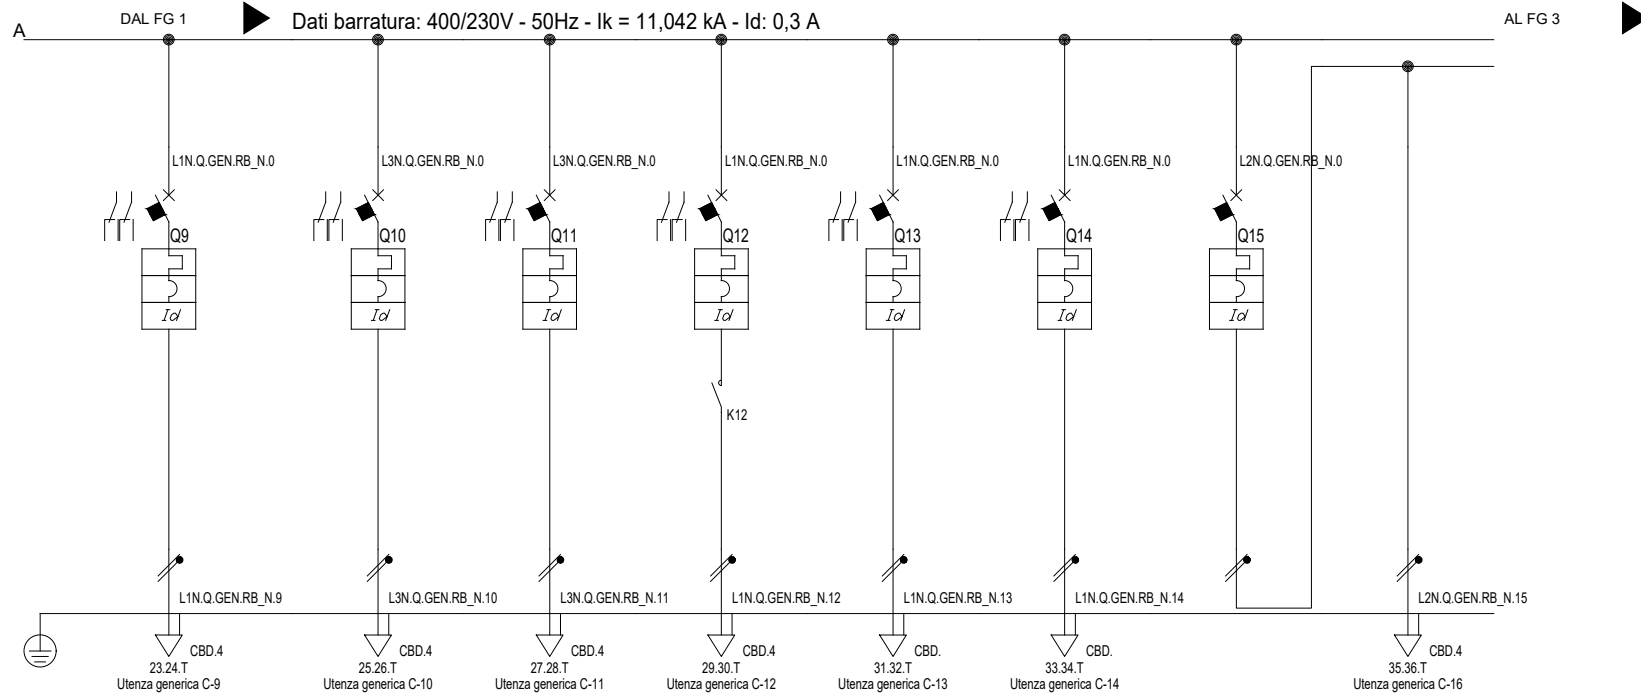 DAL FG 1
Dati barratura: 400/230V - 50Hz - Ik = 11,042 kA - Id: 0,3 A
AL FG 3
A
L1N.Q.GEN.RB_N.0
L3N.Q.GEN.RB_N.0
L3N.Q.GEN.RB_N.0
L1N.Q.GEN.RB_N.0
L1N.Q.GEN.RB_N.0
L1N.Q.GEN.RB_N.0
L2N.Q.GEN.RB_N.0
Q9
Q10
Q11
Q12
Q13
Q14
Q15
Id
Id
Id
Id
Id
Id
Id
K12
L1N.Q.GEN.RB_N.9
L3N.Q.GEN.RB_N.10
L3N.Q.GEN.RB_N.11
L1N.Q.GEN.RB_N.12
L1N.Q.GEN.RB_N.13
L1N.Q.GEN.RB_N.14
L2N.Q.GEN.RB_N.15
CBD.4
CBD.4
CBD.4
CBD.4
CBD.
CBD.
CBD.4
23.24.T
25.26.T
27.28.T
29.30.T
31.32.T
33.34.T
35.36.T
Utenza generica C-9
Utenza generica C-10
Utenza generica C-11
Utenza generica C-12
Utenza generica C-13
Utenza generica C-14
Utenza generica C-16